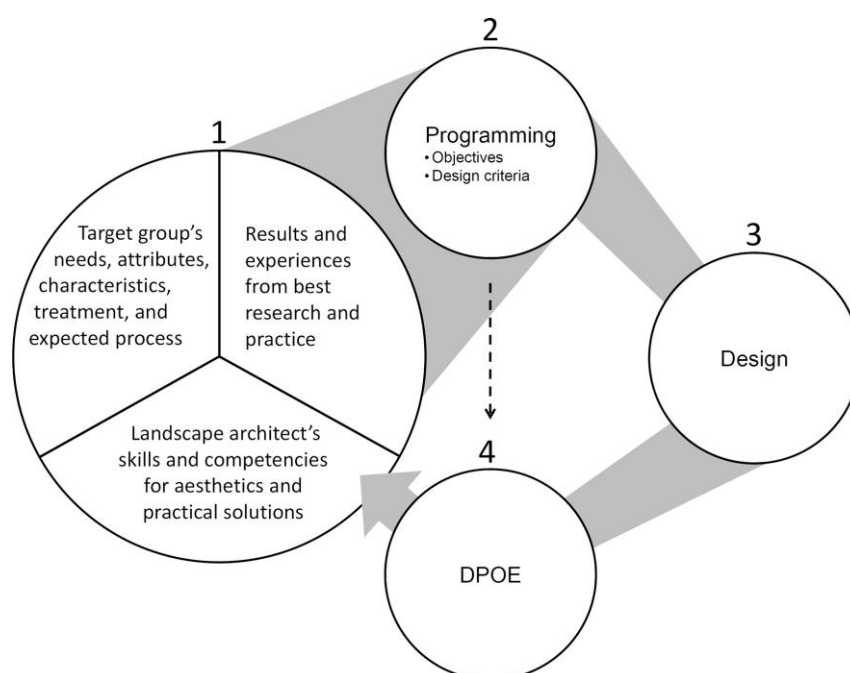 1
Target group's
needs, attributes,
characteristics,
treatment, and
expected process
Results and
experiences
from best
research and
practice
Landscape architect's
skills and competencies
for aesthetics and
practical solutions
2
Programming
• Objectives
• Design criteria
3
Design
4
DPOE